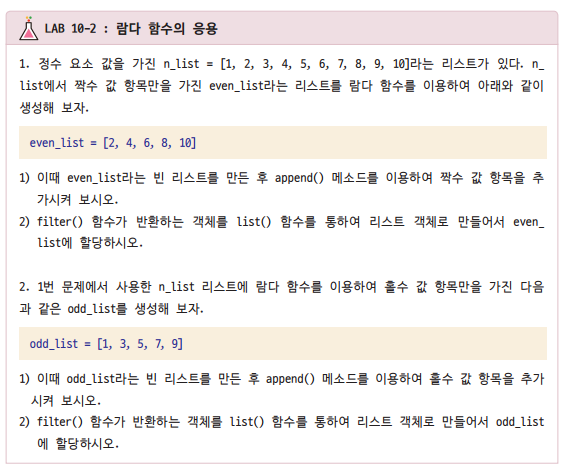 LAB 10-2 : 람다 함수의 응용
1. 정수 요소 값을 가진 n_list = [1, 2, 3, 4, 5, 6, 7, 8, 9, 10]라는 리스트가 있다. n_
list에서 짝수 값 항목만을 가진 even_list라는 리스트를 람다 함수를 이용하여 아래와 같이
생성해 보자.
even_list = [2, 4, 6, 8, 10]
1) 이때 even_list라는 빈 리스트를 만든 후 append() 메소드를 이용하여 짝수 값 항목을 추
가시켜 보시오.
2) filter() 함수가 반환하는 객체를 list() 함수를 통하여 리스트 객체로 만들어서 even_
list에 할당하시오.
2. 1번 문제에서 사용한 n_list 리스트에 람다 함수를 이용하여 홀수 값 항목만을 가진 다음
과 같은 odd_list를 생성해 보자.
odd_list = [1, 3, 5, 7, 9]
1) 이때 odd_list라는 빈 리스트를 만든 후 append() 메소드를 이용하여 홀수 값 항목을 추가
시켜 보시오.
2) filter() 함수가 반환하는 객체를 list() 함수를 통하여 리스트 객체로 만들어서 odd_list
에 할당하시오.